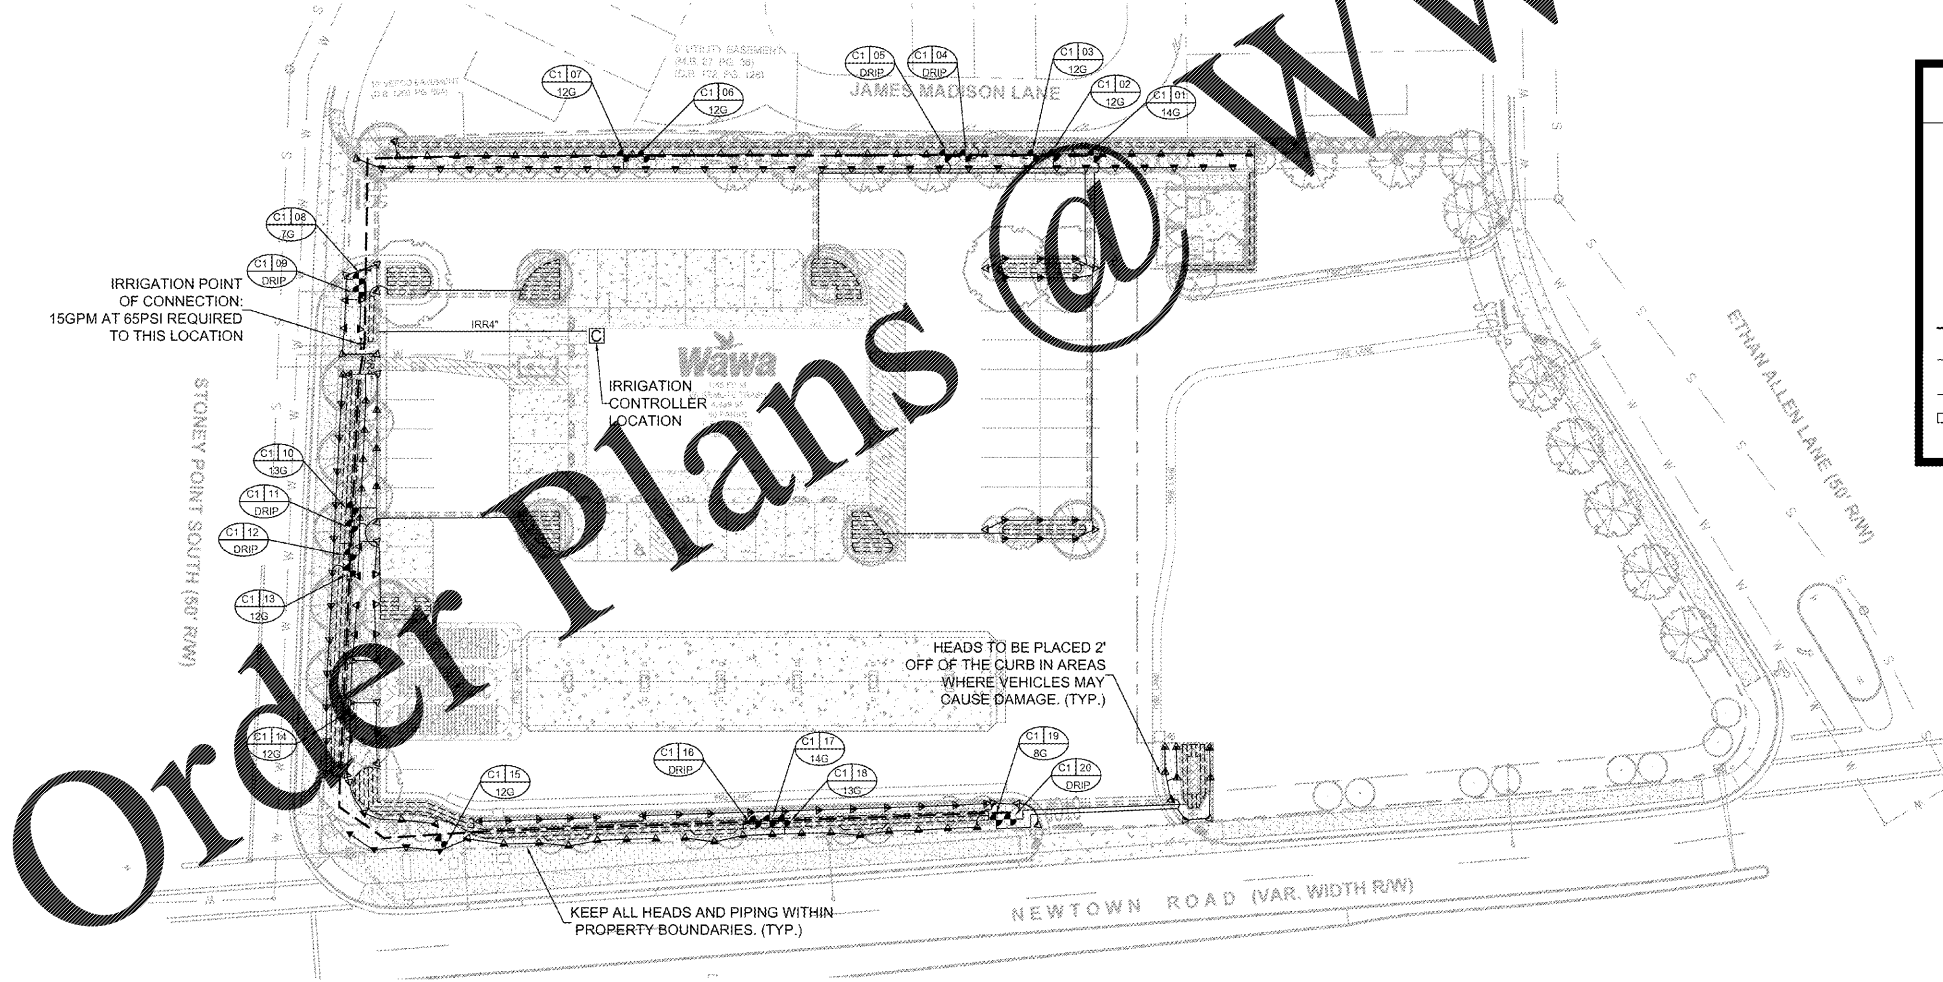 5' UTILITY EASEMENT
JAMES MADISON LANE
C1 07
12G
C1 06
12G
C1 05
DRIP
C1 04
DRIP
C1 03
12G
C1 02
12G
C1 01
14G
C1 08
7G
C1 09
DRIP
IRRIGATION POINT
OF CONNECTION:
15GPM AT 65PSI REQUIRED
TO THIS LOCATION
IRR4"
C
IRRIGATION
CONTROLLER
LOCATION
Wawa
STONEY POINT SOUTH (50' R/W)
ETHAN ALLEN LANE (50' R/W)
C1 10
13G
C1 11
DRIP
C1 12
DRIP
C1 13
12G
C1 14
12G
C1 15
12G
C1 16
DRIP
C1 17
14G
C1 18
13G
C1 19
8G
C1 20
DRIP
HEADS TO BE PLACED 2'
OFF OF THE CURB IN AREAS
WHERE VEHICLES MAY
CAUSE DAMAGE. (TYP.)
KEEP ALL HEADS AND PIPING WITHIN
PROPERTY BOUNDARIES. (TYP.)
NEWTOWN ROAD (VAR. WIDTH R/W)
Order Plans @ w